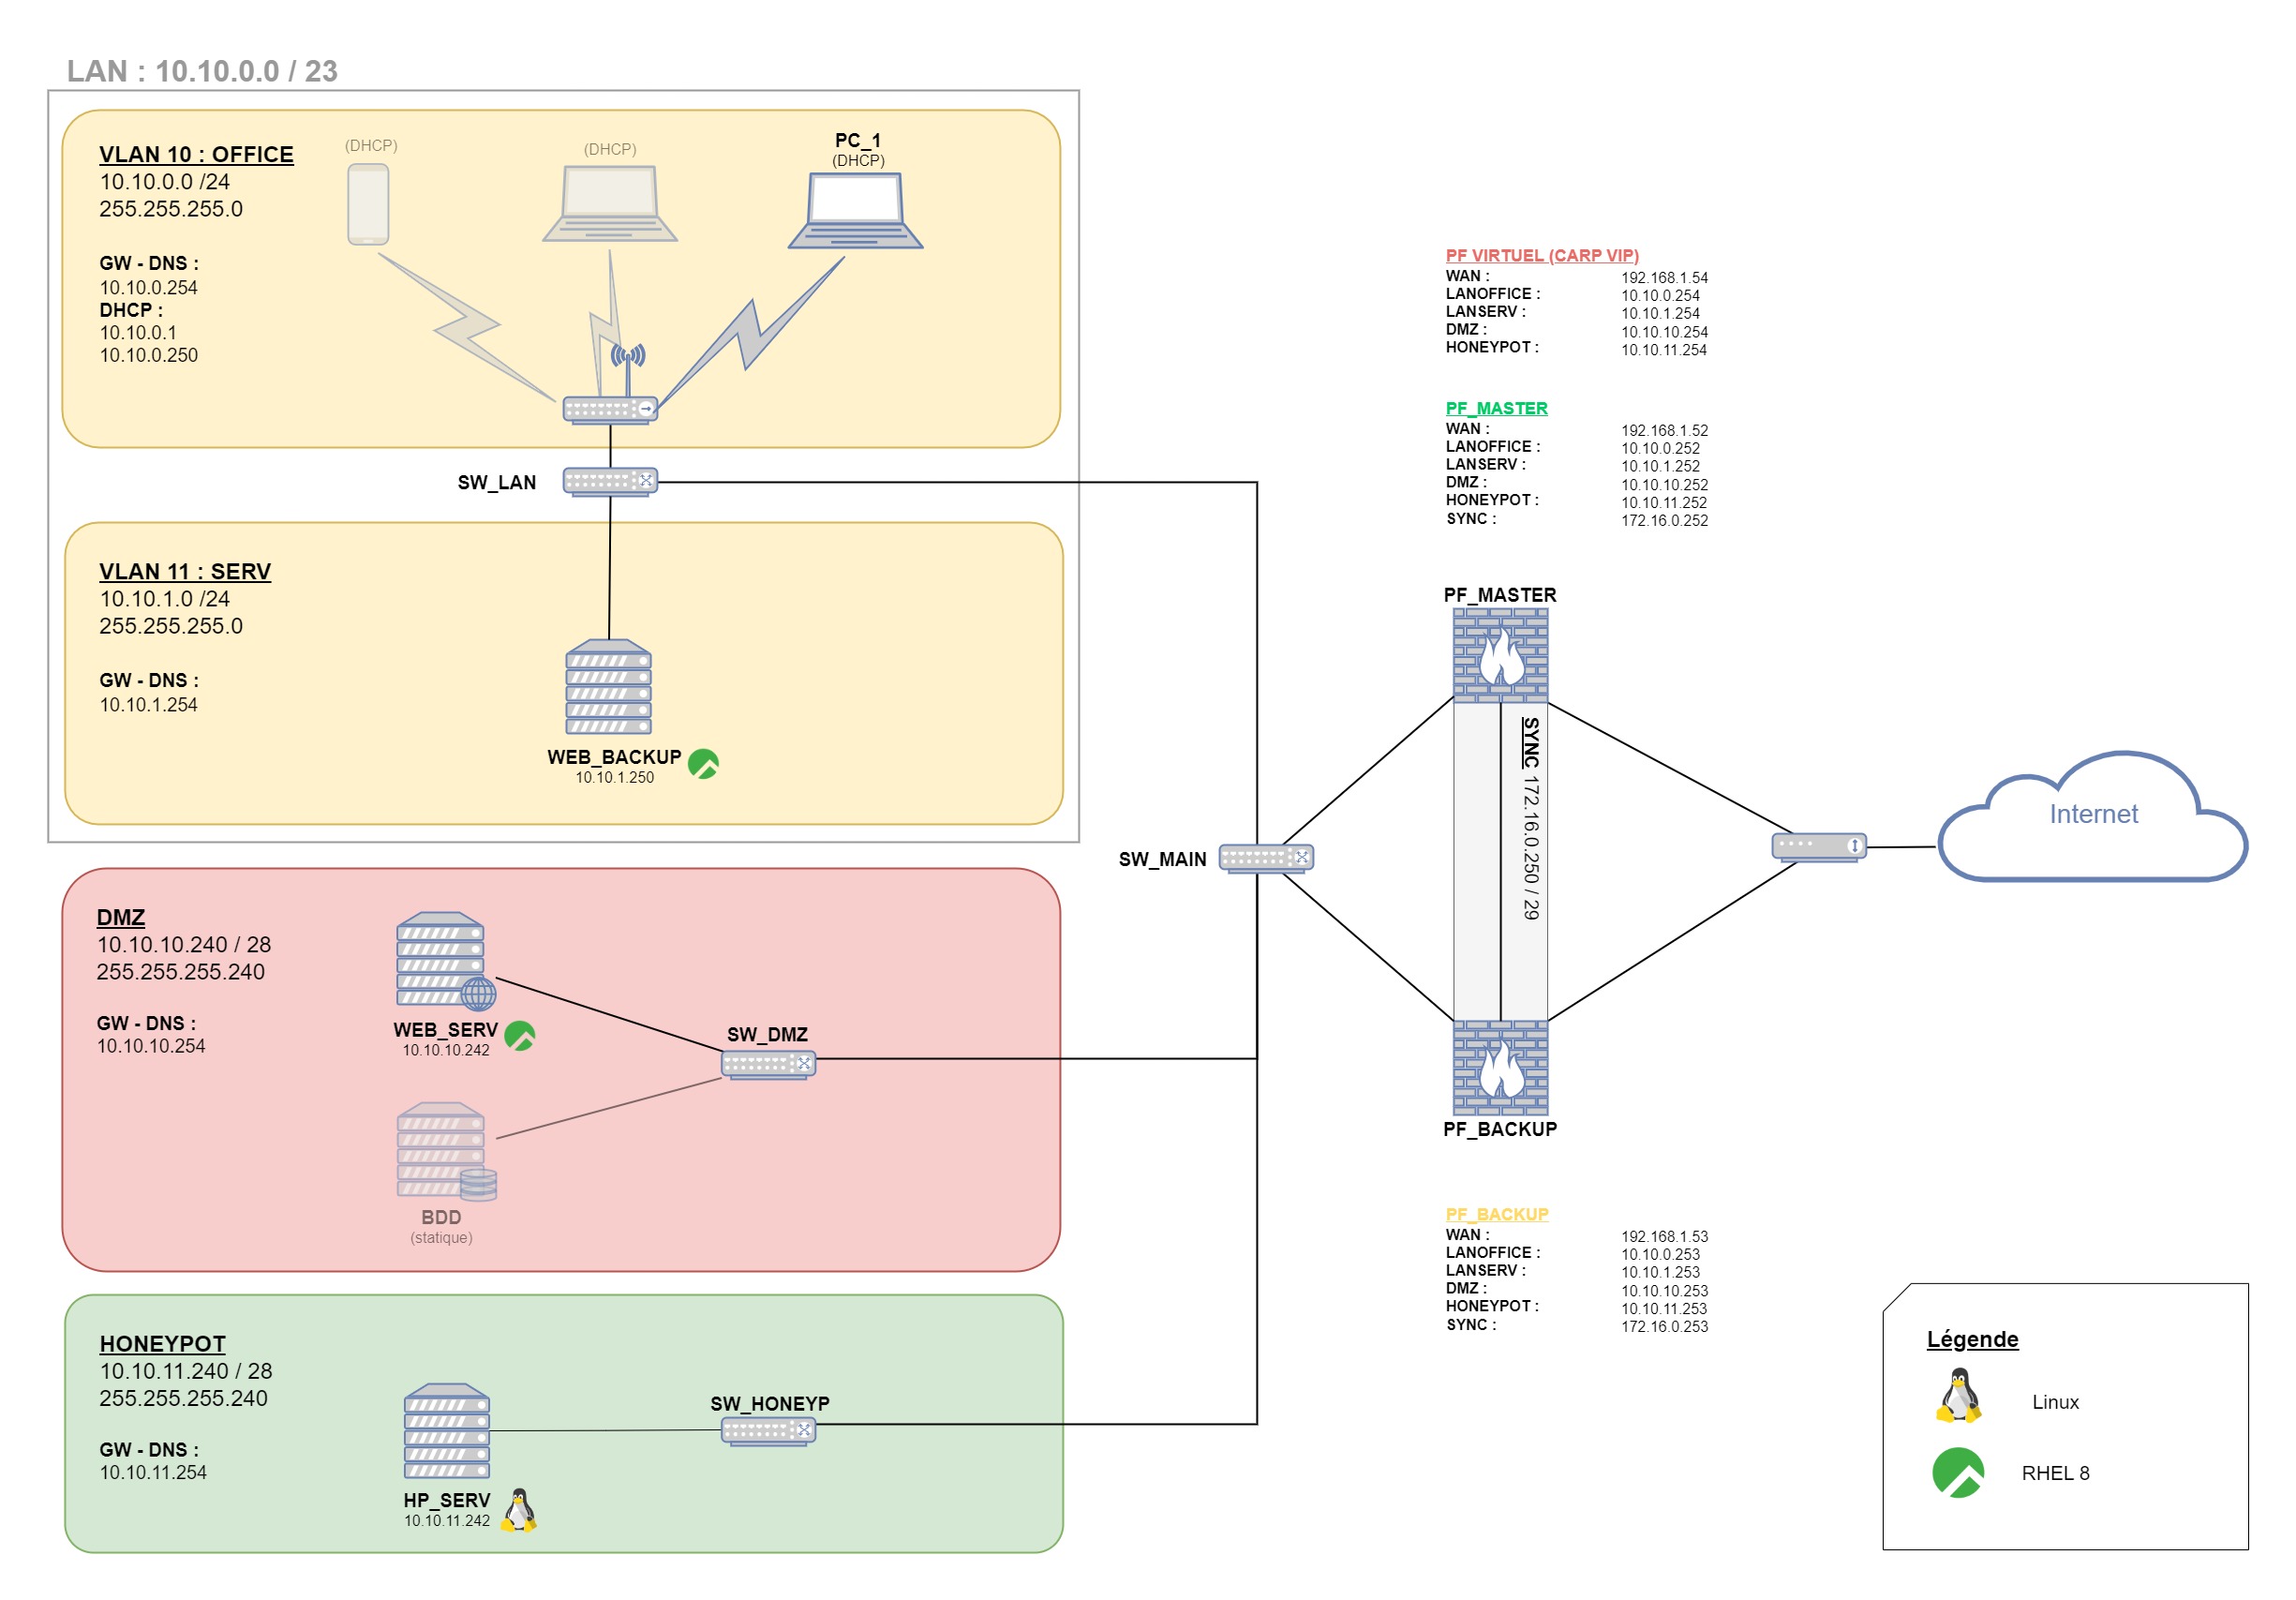 LAN : 10.10.0.0 / 23
VLAN 10 : OFFICE
10.10.0.0 /24
255.255.255.0
GW - DNS :
10.10.0.254
DHCP :
10.10.0.1
10.10.0.250
(DHCP)
(DHCP)
PC_1
(DHCP)
SW_LAN
VLAN 11 : SERV
10.10.1.0 /24
255.255.255.0
GW - DNS :
10.10.1.254
WEB_BACKUP
10.10.1.250
DMZ
10.10.10.240 / 28
255.255.255.240
GW - DNS :
10.10.10.254
WEB_SERV
10.10.10.242
SW_DMZ
BDD
(statique)
HONEYPOT
10.10.11.240 / 28
255.255.255.240
GW - DNS :
10.10.11.254
HP_SERV
10.10.11.242
SW_HONEYP
SW_MAIN
PF VIRTUEL (CARP VIP)
WAN : 192.168.1.54
LANOFFICE : 10.10.0.254
LANSERV : 10.10.1.254
DMZ : 10.10.10.254
HONEYPOT : 10.10.11.254
PF_MASTER
WAN : 192.168.1.52
LANOFFICE : 10.10.0.252
LANSERV : 10.10.1.252
DMZ : 10.10.10.252
HONEYPOT : 10.10.11.252
SYNC : 172.16.0.252
PF_MASTER
SYNC 172.16.0.250 / 29
PF_BACKUP
Internet
PF_BACKUP
WAN : 192.168.1.53
LANOFFICE : 10.10.0.253
LANSERV : 10.10.1.253
DMZ : 10.10.10.253
HONEYPOT : 10.10.11.253
SYNC : 172.16.0.253
Légende
Linux
RHEL 8